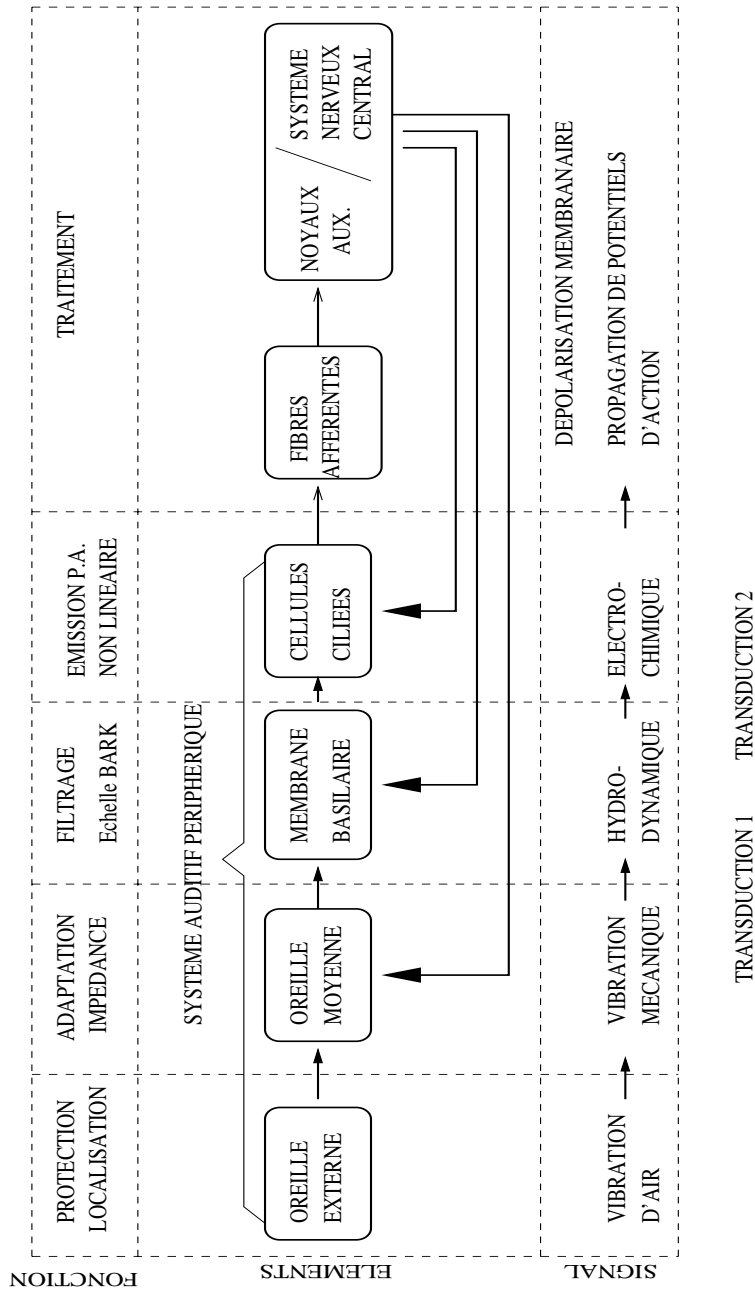 FONCTION
PROTECTION
LOCALISATION
ADAPTATION
IMPEDANCE
FILTRAGE
Echelle BARK
EMISSION P.A.
NON LINEAIRE
TRAITEMENT
ELEMENTS
SYSTEME AUDITIF PERIPHERIQUE
OREILLE
EXTERNE
OREILLE
MOYENNE
MEMBRANE
BASILAIRE
CELLULES
CILIEES
FIBRES
AFFERENTES
NOYAUX
AUX.
SYSTEME
NERVEUX
CENTRAL
SIGNAL
VIBRATION
D'AIR
VIBRATION
MECANIQUE
HYDRO-
DYNAMIQUE
ELECTRO-
CHIMIQUE
DEPOLARISATION MEMBRANAIRE
PROPAGATION DE POTENTIELS
D'ACTION
TRANSDUCTION 1
TRANSDUCTION 2